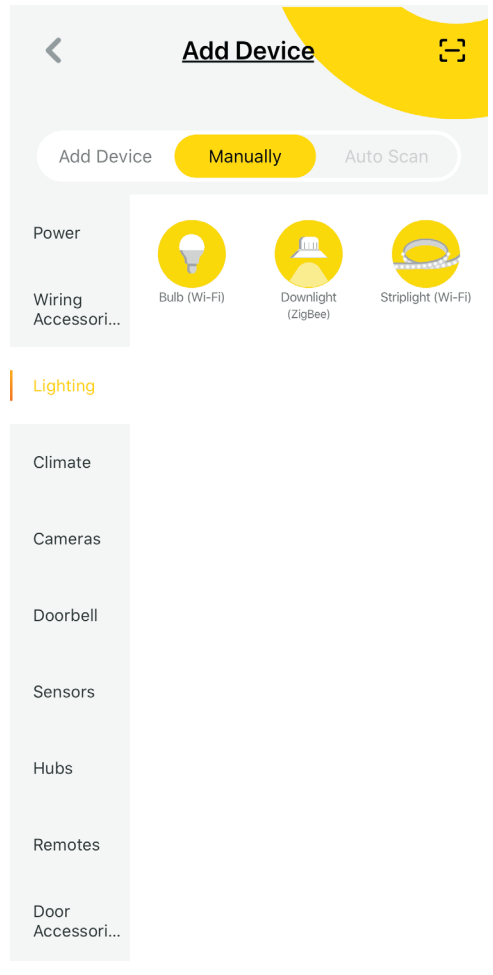 Add Device
Add Device Manually Auto Scan
Power
Wiring
Accessori...
Lighting
Climate
Cameras
Doorbell
Sensors
Hubs
Remotes
Door
Accessori...
Bulb (Wi-Fi)
Downlight
(ZigBee)
Striplight (Wi-Fi)